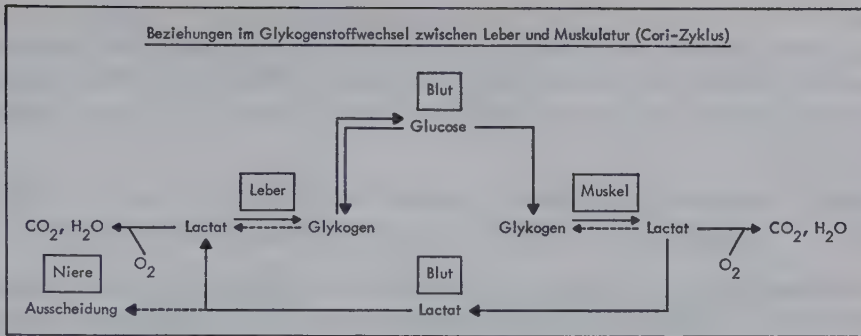 Beziehungen im Glykogenstoffwechsel zwischen Leber und Muskulatur (Cori-Zyklus)
Blut
Glucose
Leber
Muskel
CO₂, H₂O
Lactat
Glykogen
Glykogen
Lactat
CO₂, H₂O
O₂
O₂
Niere
Blut
Ausscheidung
Lactat